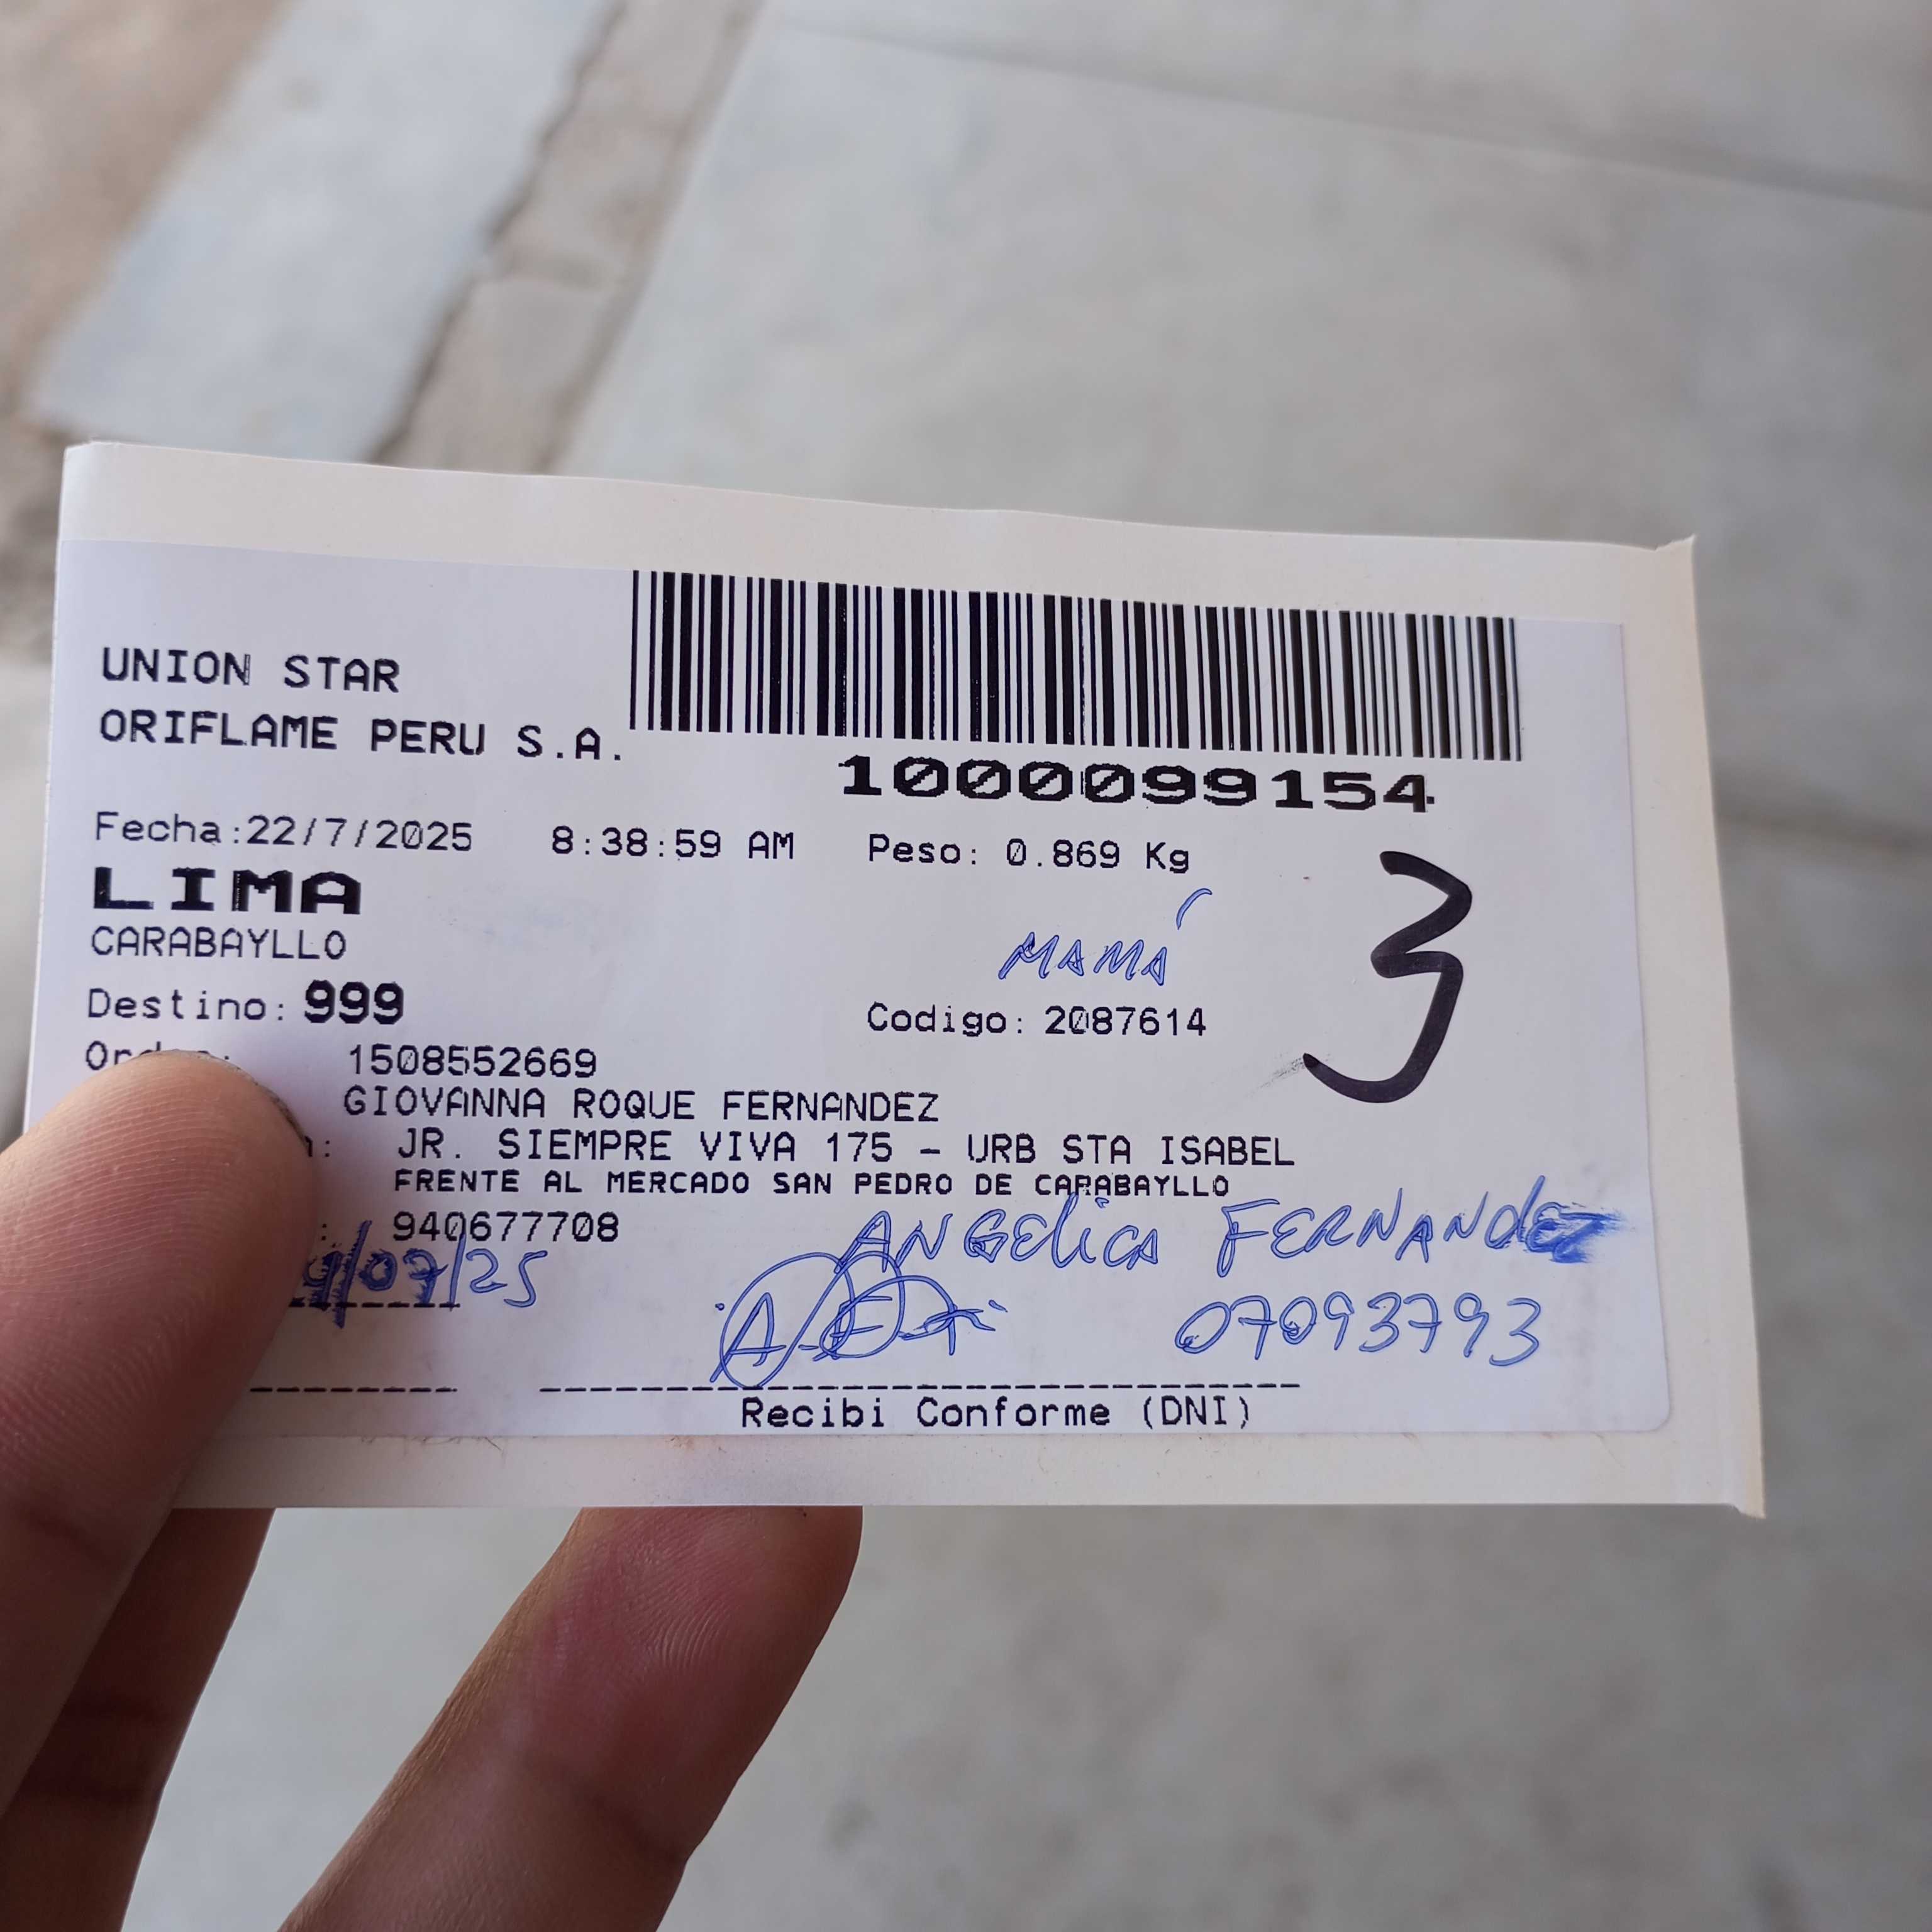 UNION STAR
ORIFLAME PERU S.A.
1000099154
Fecha:22/7/2025 8:38:59 AM Peso: 0.869 Kg
LIMA
3
CARABAYLLO
MAMÁ
Destino: 999 Codigo: 2087614
1508552669
GIOVANNA ROQUE FERNANDEZ
JR. SIEMPRE VIVA 175 - URB STA ISABEL
FRENTE AL MERCADO SAN PEDRO DE CARABAYLLO
940677708
ANGElica FERNANdEZ
/07/25
07093793
Recibi Conforme (DNI)